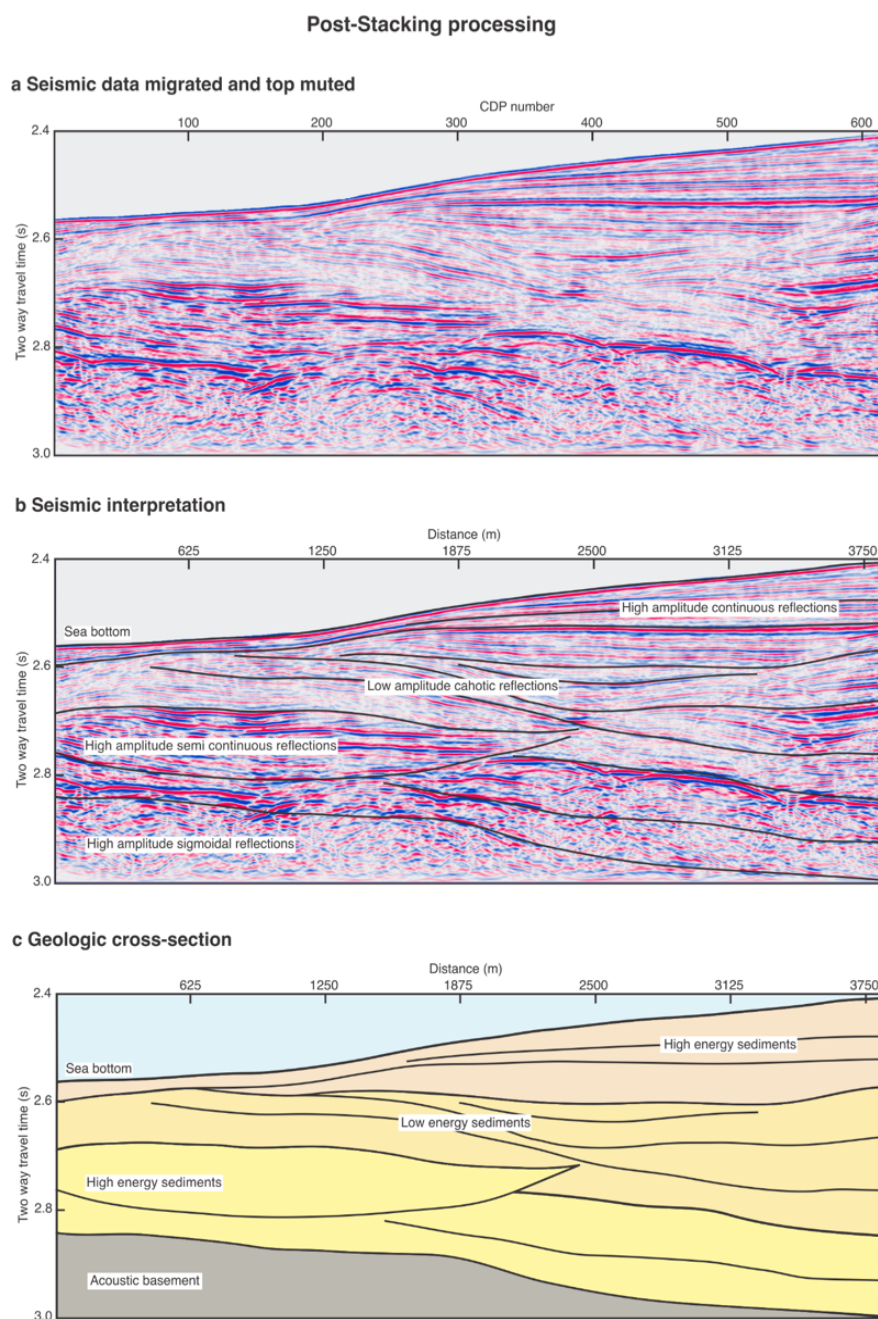 Post-Stacking processing
a Seismic data migrated and top muted
CDP number
100 200 300 400 500 600
2.4
2.6
2.8
3.0
Two way travel time (s)
b Seismic interpretation
Distance (m)
625 1250 1875 2500 3125 3750
2.4
2.6
2.8
3.0
Two way travel time (s)
High amplitude continuous reflections
Sea bottom
Low amplitude cahotic reflections
High amplitude semi continuous reflections
High amplitude sigmoidal reflections
c Geologic cross-section
Distance (m)
625 1250 1875 2500 3125 3750
2.4
2.6
2.8
3.0
Two way travel time (s)
High energy sediments
Sea bottom
Low energy sediments
High energy sediments
Acoustic basement